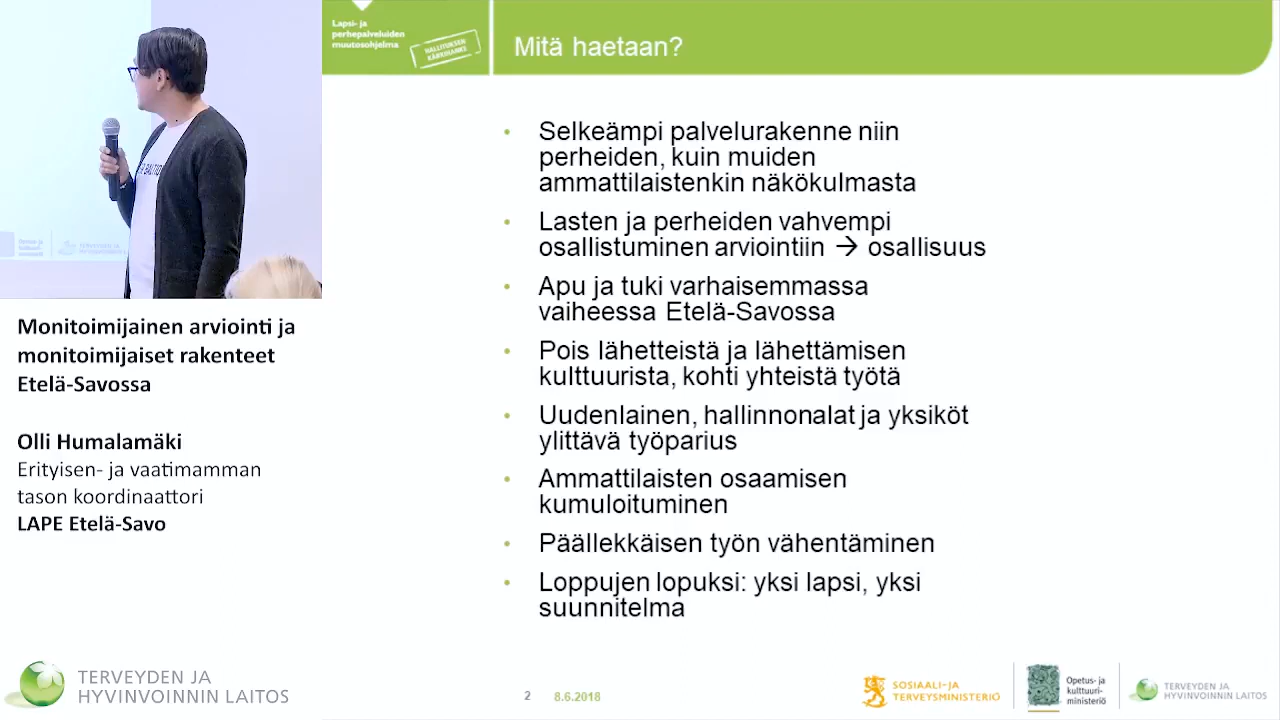 Lapsi- ja
perhepalveluiden
muutosohjelma
HALLITUKSEN
KÄRKIHANKE
Mitä haetaan?
• Selkeämpi palvelurakenne niin
perheiden, kuin muiden
ammattilaistenkin näkökulmasta
• Lasten ja perheiden vahvempi
osallistuminen arviointiin → osallisuus
• Apu ja tuki varhaisemmassa
vaiheessa Etelä-Savossa
• Pois lähetteistä ja lähettämisen
kulttuurista, kohti yhteistä työtä
• Uudenlainen, hallinnonalat ja yksiköt
ylittävä työparius
• Ammattilaisten osaamisen
kumuloituminen
• Päällekkäisen työn vähentäminen
• Loppujen lopuksi: yksi lapsi, yksi
suunnitelma
Monitoimijainen arviointi ja
monitoimijaiset rakenteet
Etelä-Savossa
Olli Humalamäki
Erityisen- ja vaatimamman
tason koordinaattori
LAPE Etelä-Savo
TERVEYDEN JA
HYVINVOINNIN LAITOS
2 8.6.2018
SOSIAALI- JA
TERVEYSMINISTERIÖ
Opetus- ja
kulttuuri-
ministeriö
TERVEYDEN JA
HYVINVOINNIN LAITOS